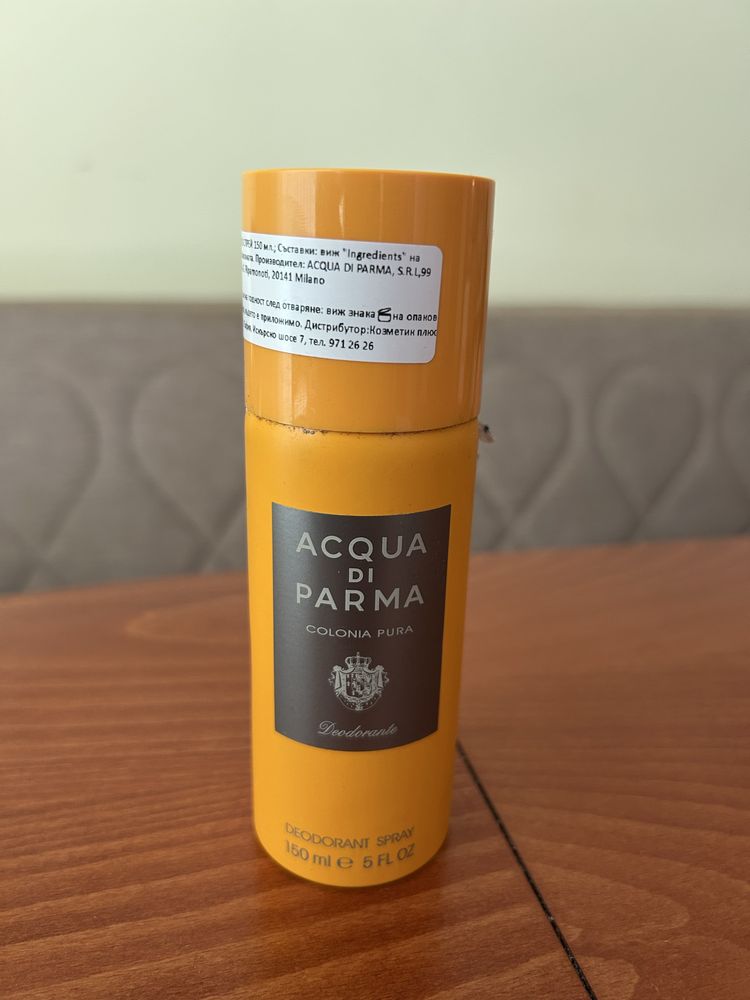 150 мл.; Съставки: виж "Ingredients" на
Производител: ACQUA DI PARMA, S.R.L,99
20141 Milano
годност след отваряне: виж знака на опаков
е приложимо. Дистрибутор:Козметик плюс
шосе 7, тел. 971 26 26
ACQUA
DI
PARMA
COLONIA PURA
Deodorante
DEODORANT SPRAY
150 ml e 5 FL OZ